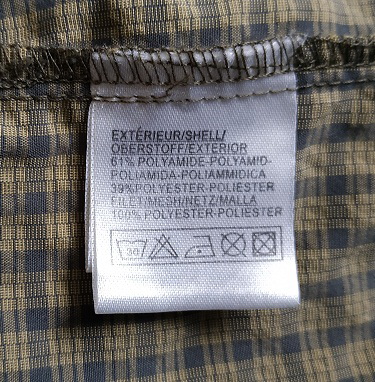 EXTÉRIEUR/SHELL/
OBERSTOFF/EXTERIOR
61% POLYAMIDE-POLYAMID-
POLIAMIDA-POLIAMMIDICA
39% POLYESTER-POLIESTER
FILET/MESH/NETZ/MALLA
100% POLYESTER-POLIESTER
30